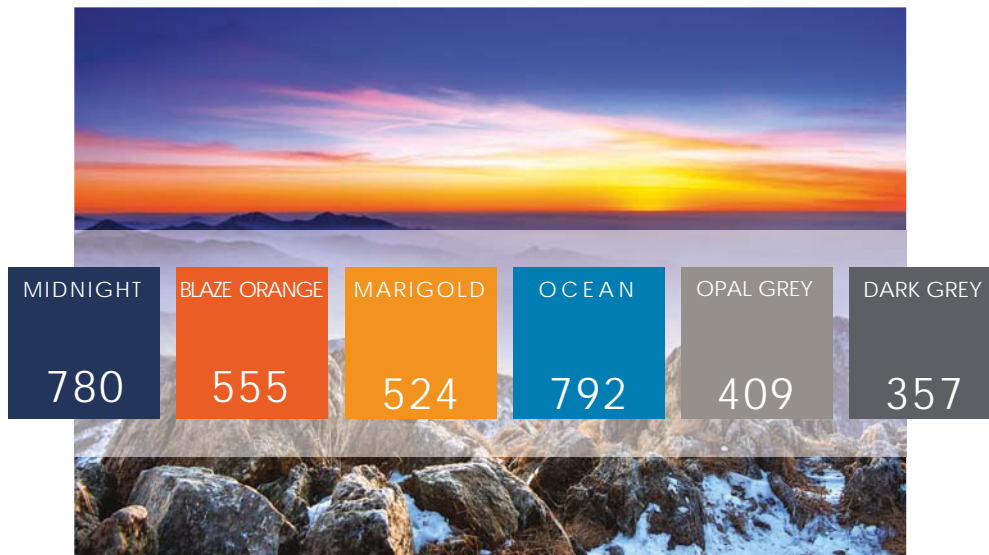 MIDNIGHT
780
BLAZE ORANGE
555
MARIGOLD
524
OCEAN
792
OPAL GREY
409
DARK GREY
357